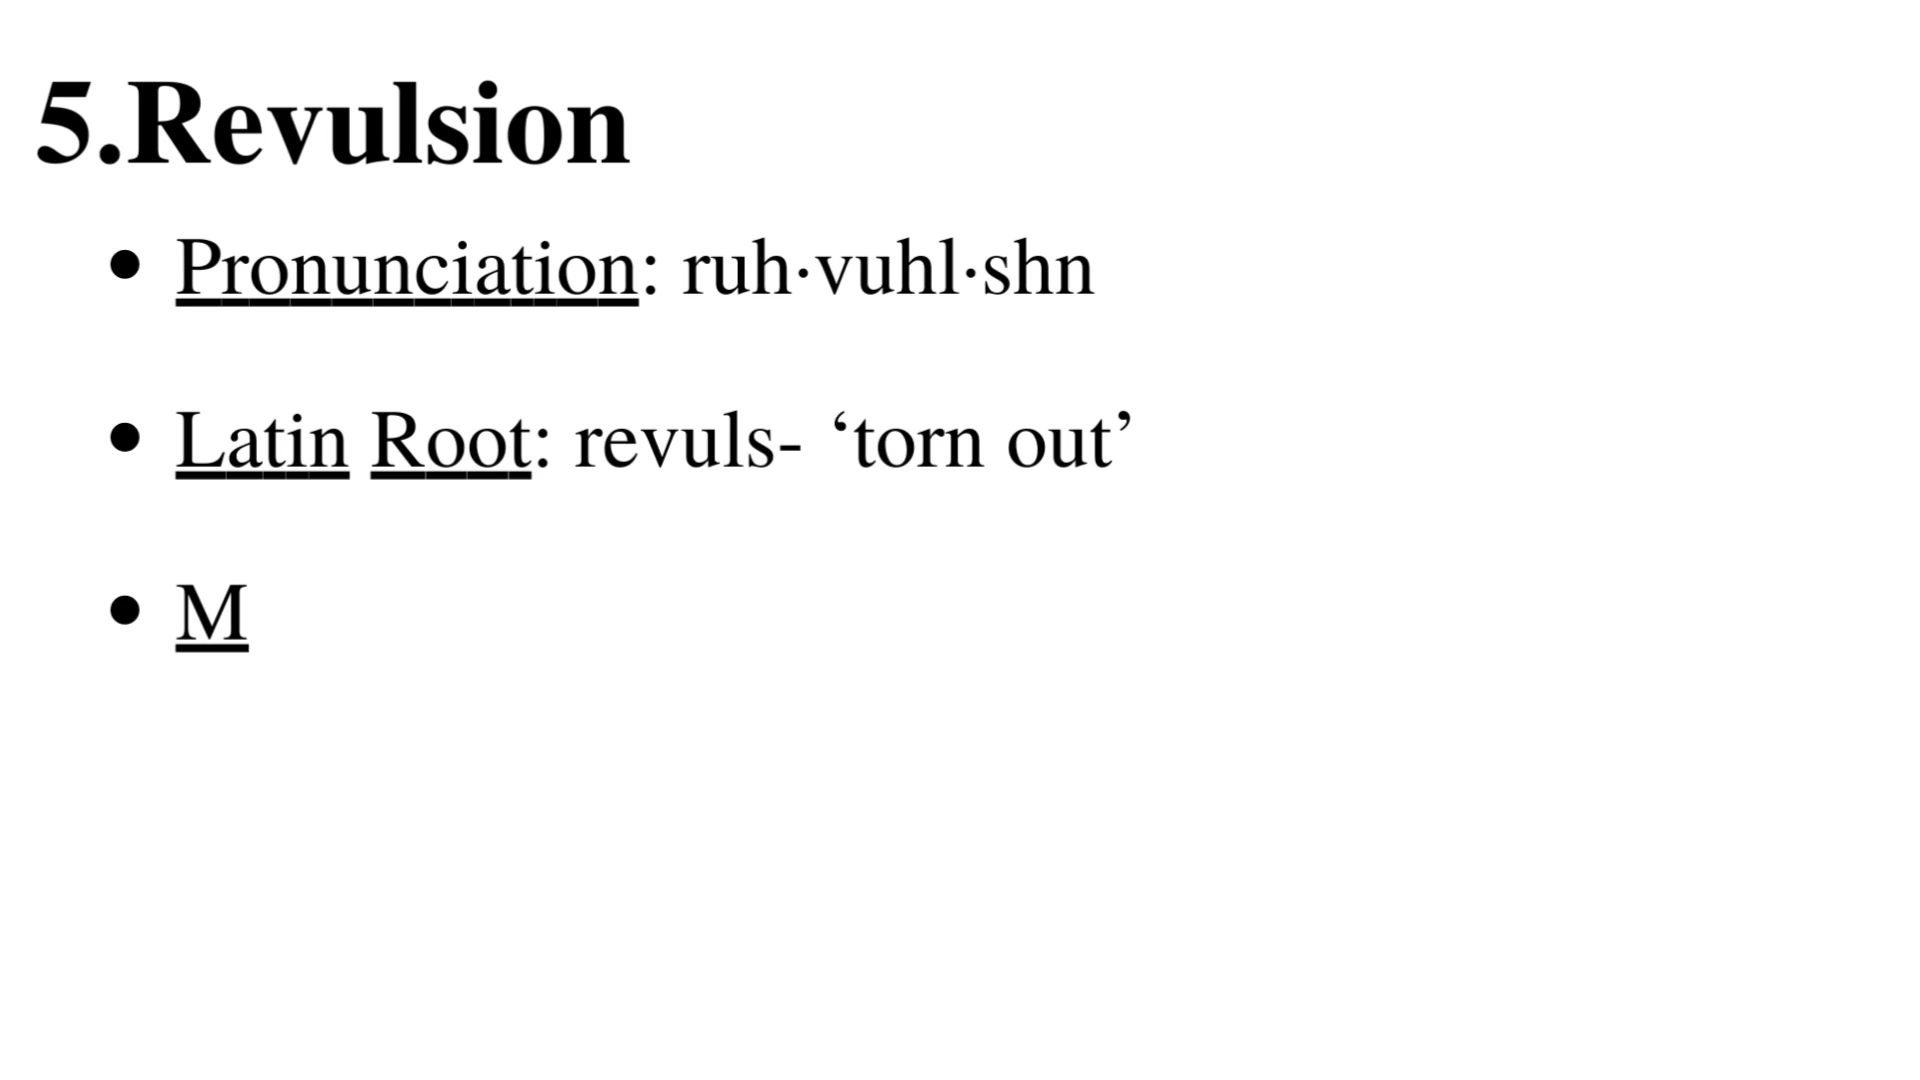 5.Revulsion
• Pronunciation: ruh·vuhl·shn
• Latin Root: revuls- ‘torn out’
• M